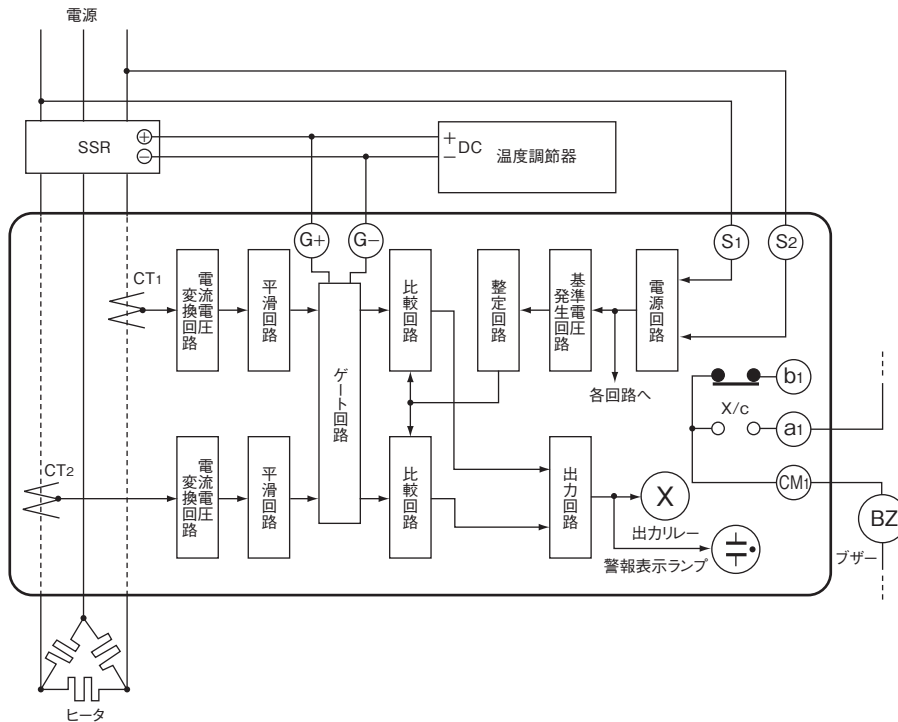 電源
SSR
+
−
+
−
DC
温度調節器
G+
G−
S1
S2
CT1
電流電圧
変換回路
平滑回路
ゲート回路
比較回路
整定回路
基準電圧
発生回路
電源回路
各回路へ
b1
X/c
a1
CM1
CT2
電流電圧
変換回路
平滑回路
比較回路
出力回路
X
出力リレー
警報表示ランプ
BZ
ブザー
ヒータ